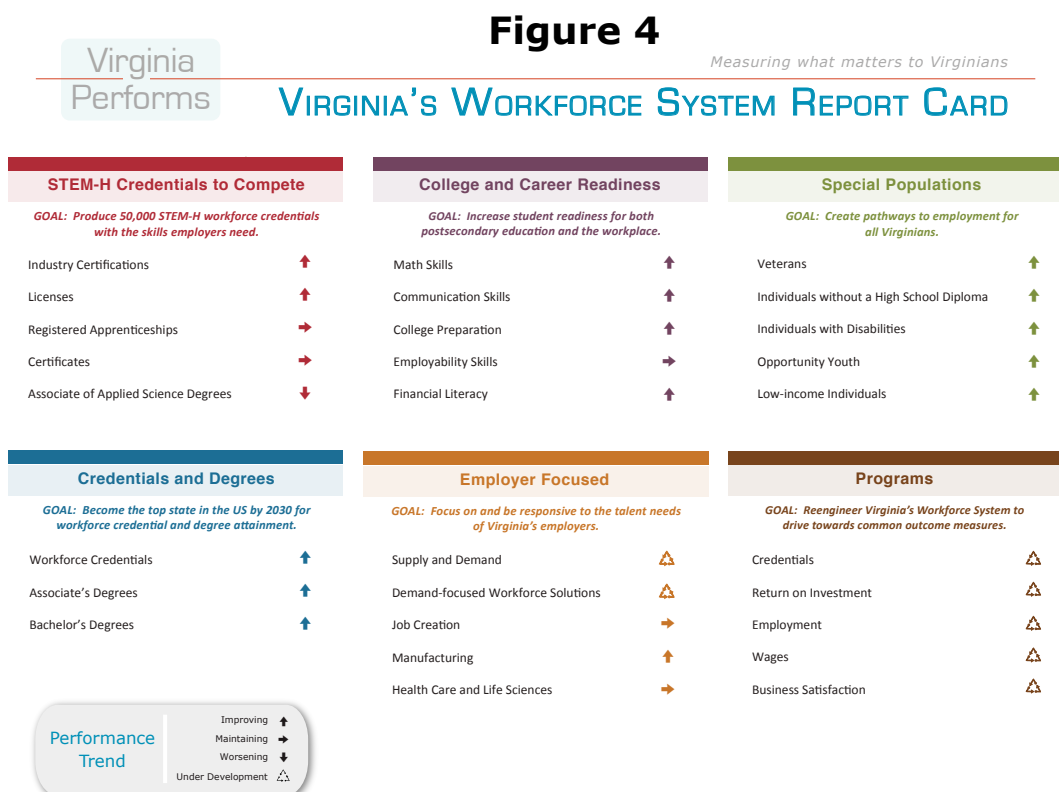 Figure 4
Virginia
Performs
Measuring what matters to Virginians
VIRGINIA'S WORKFORCE SYSTEM REPORT CARD
STEM-H Credentials to Compete
GOAL: Produce 50,000 STEM-H workforce credentials
with the skills employers need.
Industry Certifications
Licenses
Registered Apprenticeships
Certificates
Associate of Applied Science Degrees
College and Career Readiness
GOAL: Increase student readiness for both
postsecondary education and the workplace.
Math Skills
Communication Skills
College Preparation
Employability Skills
Financial Literacy
Special Populations
GOAL: Create pathways to employment for
all Virginians.
Veterans
Individuals without a High School Diploma
Individuals with Disabilities
Opportunity Youth
Low-income Individuals
Credentials and Degrees
GOAL: Become the top state in the US by 2030 for
workforce credential and degree attainment.
Workforce Credentials
Associate's Degrees
Bachelor's Degrees
Employer Focused
GOAL: Focus on and be responsive to the talent needs
of Virginia's employers.
Supply and Demand
Demand-focused Workforce Solutions
Job Creation
Manufacturing
Health Care and Life Sciences
Programs
GOAL: Reengineer Virginia's Workforce System to
drive towards common outcome measures.
Credentials
Return on Investment
Employment
Wages
Business Satisfaction
Performance
Trend
Improving
Maintaining
Worsening
Under Development